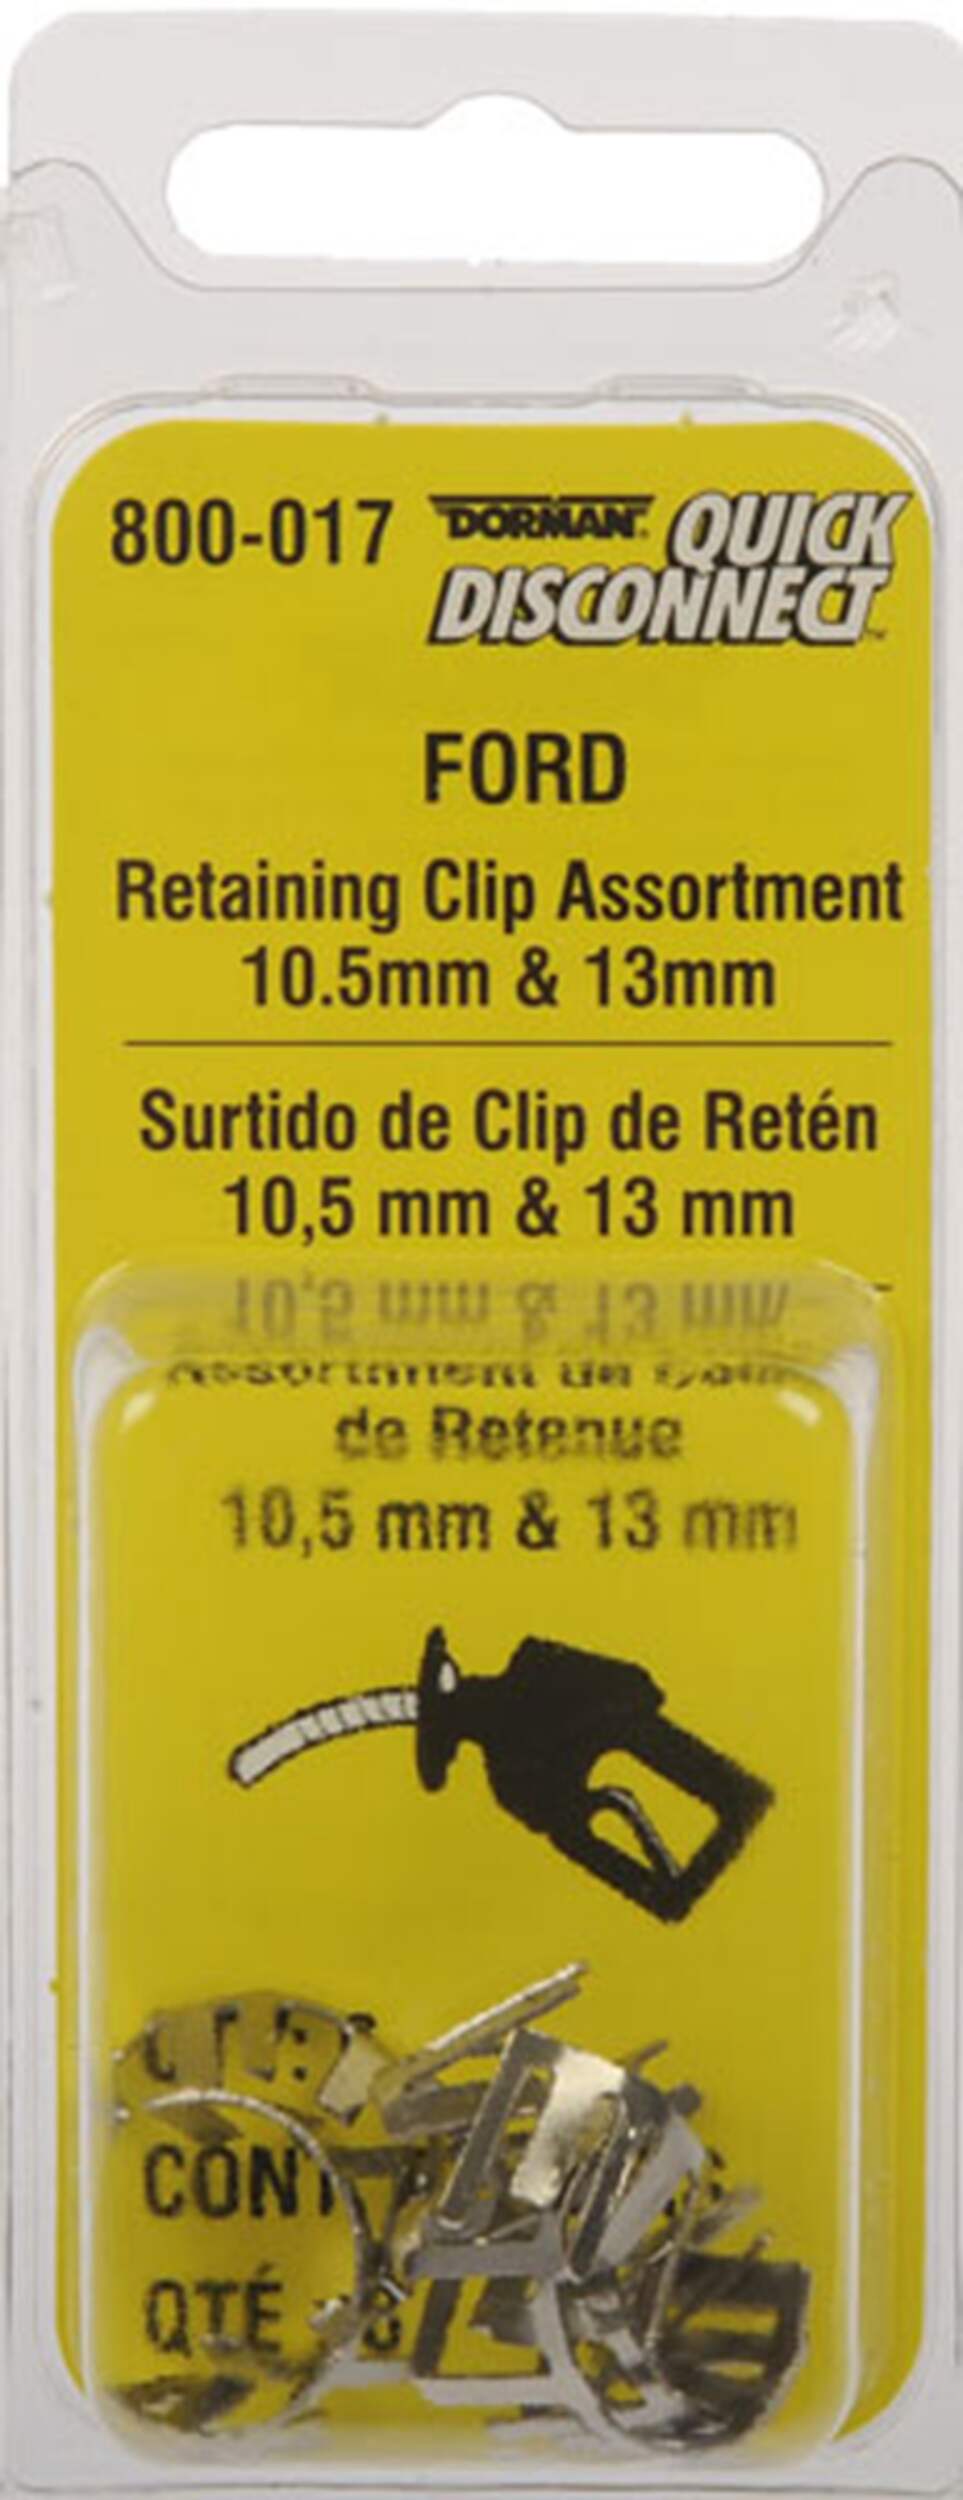 800-017 DORMAN QUICK
DISCONNECT™
FORD
Retaining Clip Assortment
10.5mm & 13mm
Surtido de Clip de Retén
10,5 mm & 13 mm
de Retenue
10,5 mm & 13 mm
CONT
QTÉ